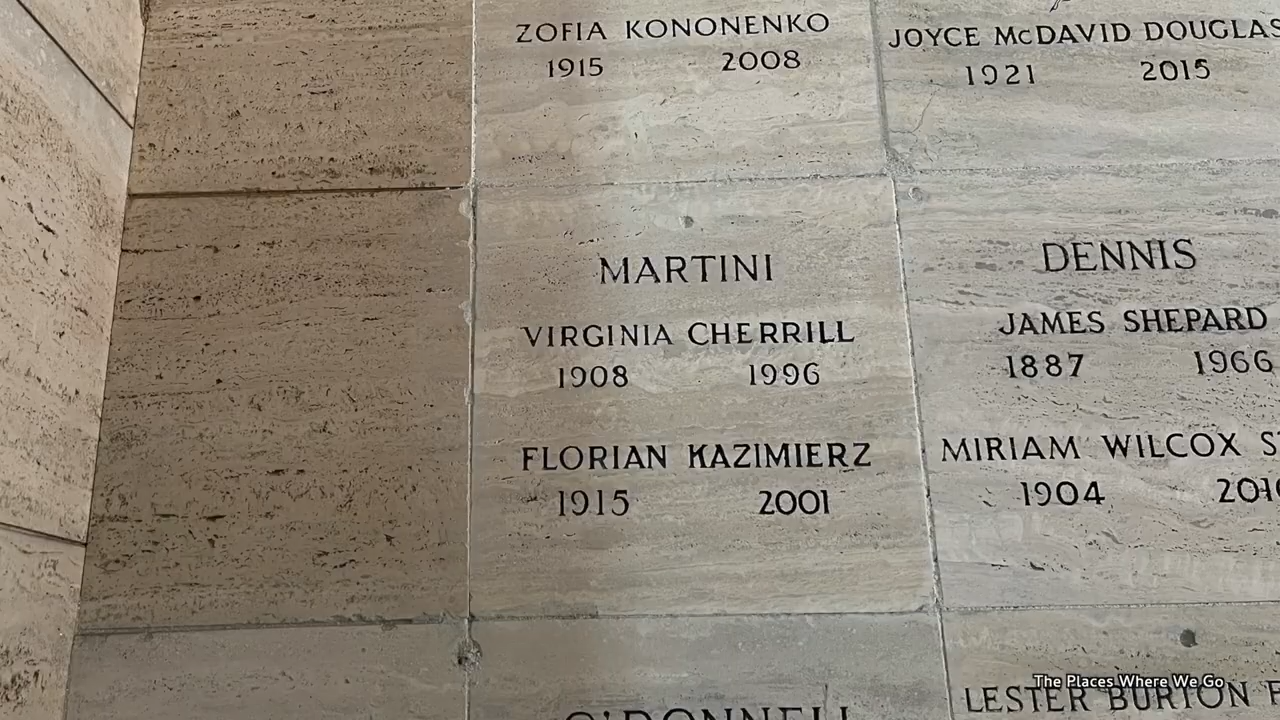 ZOFIA KONONENKO
1915 2008
JOYCE McDAVID DOUGLAS
1921 2015
MARTINI
VIRGINIA CHERRILL
1908 1996
FLORIAN KAZIMIERZ
1915 2001
DENNIS
JAMES SHEPARD
1887 1966
MIRIAM WILCOX
1904
O'DONNELL
LESTER BURTON
The Places Where We Go